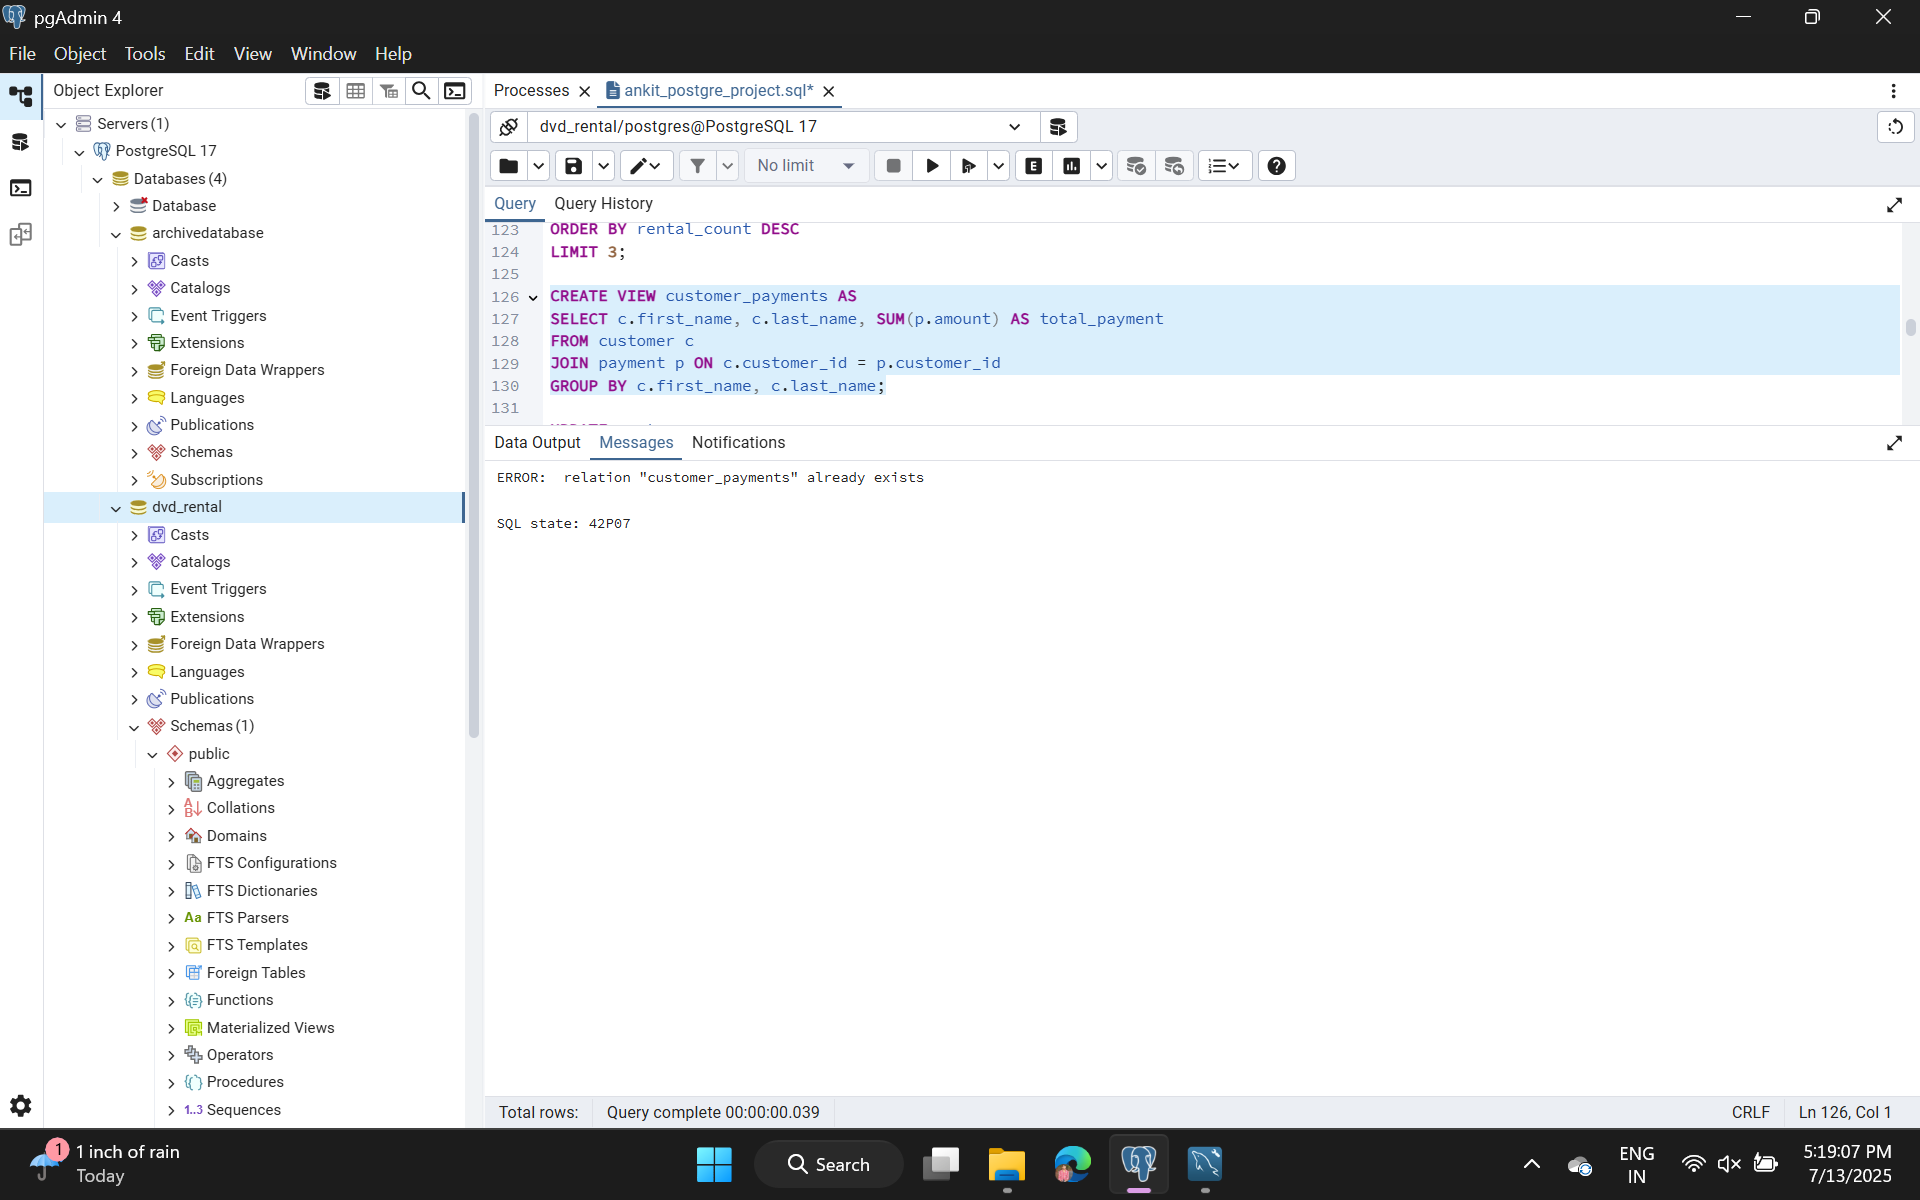 pgAdmin 4
File Object Tools Edit View Window Help
Object Explorer
Servers (1)
PostgreSQL 17
Databases (4)
Database
archivedatabase
Casts
Catalogs
Event Triggers
Extensions
Foreign Data Wrappers
Languages
Publications
Schemas
Subscriptions
dvd_rental
Casts
Catalogs
Event Triggers
Extensions
Foreign Data Wrappers
Languages
Publications
Schemas (1)
public
Aggregates
Collations
Domains
FTS Configurations
FTS Dictionaries
Aa FTS Parsers
FTS Templates
Foreign Tables
Functions
Materialized Views
Operators
Procedures
1..3 Sequences
Processes ankit_postgre_project.sql*
dvd_rental/postgres@PostgreSQL 17
No limit E
Query Query History
123 ORDER BY rental_count DESC
124 LIMIT 3;
125
126 CREATE VIEW customer_payments AS
127 SELECT c.first_name, c.last_name, SUM(p.amount) AS total_payment
128 FROM customer c
129 JOIN payment p ON c.customer_id = p.customer_id
130 GROUP BY c.first_name, c.last_name;
131
Data Output Messages Notifications
ERROR:  relation "customer_payments" already exists
SQL state: 42P07
Total rows: Query complete 00:00:00.039 CRLF Ln 126, Col 1
1
1 inch of rain
Today
Search
ENG
IN
5:19:07 PM
7/13/2025